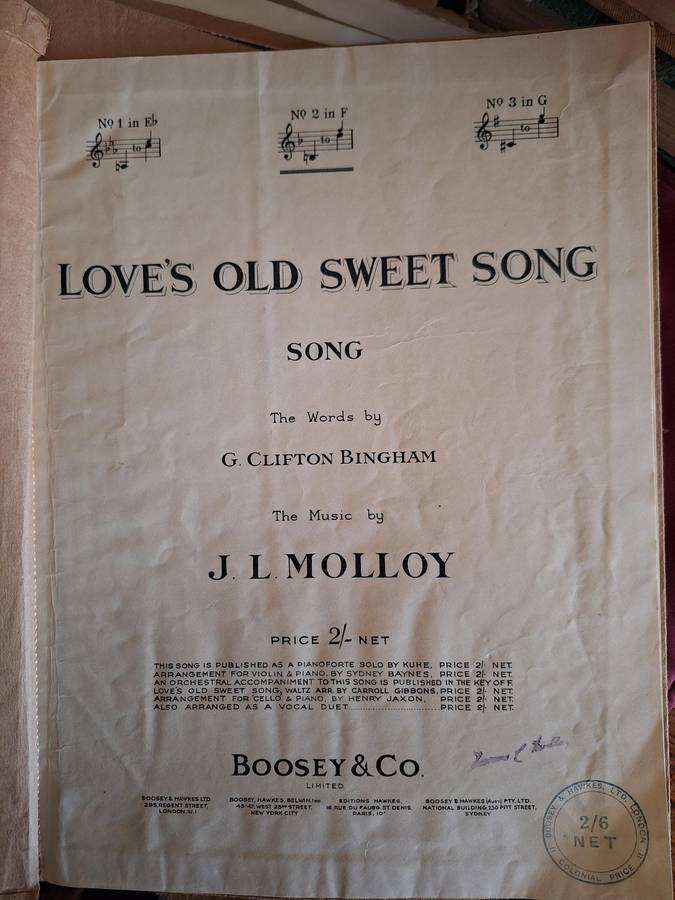 Nº 1 in E♭
to
Nº 2 in F
to
Nº 3 in G
to
LOVE'S OLD SWEET SONG
SONG
The Words by
G. CLIFTON BINGHAM
The Music by
J. L. MOLLOY
PRICE 2/- NET
THIS SONG IS PUBLISHED AS A PIANOFORTE SOLO BY KUHE, PRICE 2/- NET.
ARRANGEMENT FOR VIOLIN & PIANO, BY SYDNEY BAYNES, PRICE 2/- NET.
AN ORCHESTRAL ACCOMPANIMENT TO THIS SONG IS PUBLISHED IN THE KEY OF F.
LOVE'S OLD SWEET SONG, WALTZ ARR. BY CARROLL GIBBONS, PRICE 2/- NET.
ARRANGEMENT FOR 'CELLO & PIANO, BY HENRY JAXON, PRICE 2/- NET.
ALSO ARRANGED AS A VOCAL DUET........................PRICE 2/- NET.
BOOSEY & CO.
LIMITED
BOOSEY & HAWKES LTD
295, REGENT STREET,
LONDON. W. 1
BOOSEY, HAWKES, BELWIN, INC
43-47, WEST 23RD STREET,
NEW YORK CITY
EDITIONS HAWKES,
16, RUE DU FAUBG ST. DENIS,
PARIS, 10e
BOOSEY & HAWKES (AUST) PTY. LTD.
NATIONAL BUILDING, 250 PITT STREET,
SYDNEY
BOOSEY & HAWKES, LTD. LONDON
2/6
NET
COLONIAL PRICE